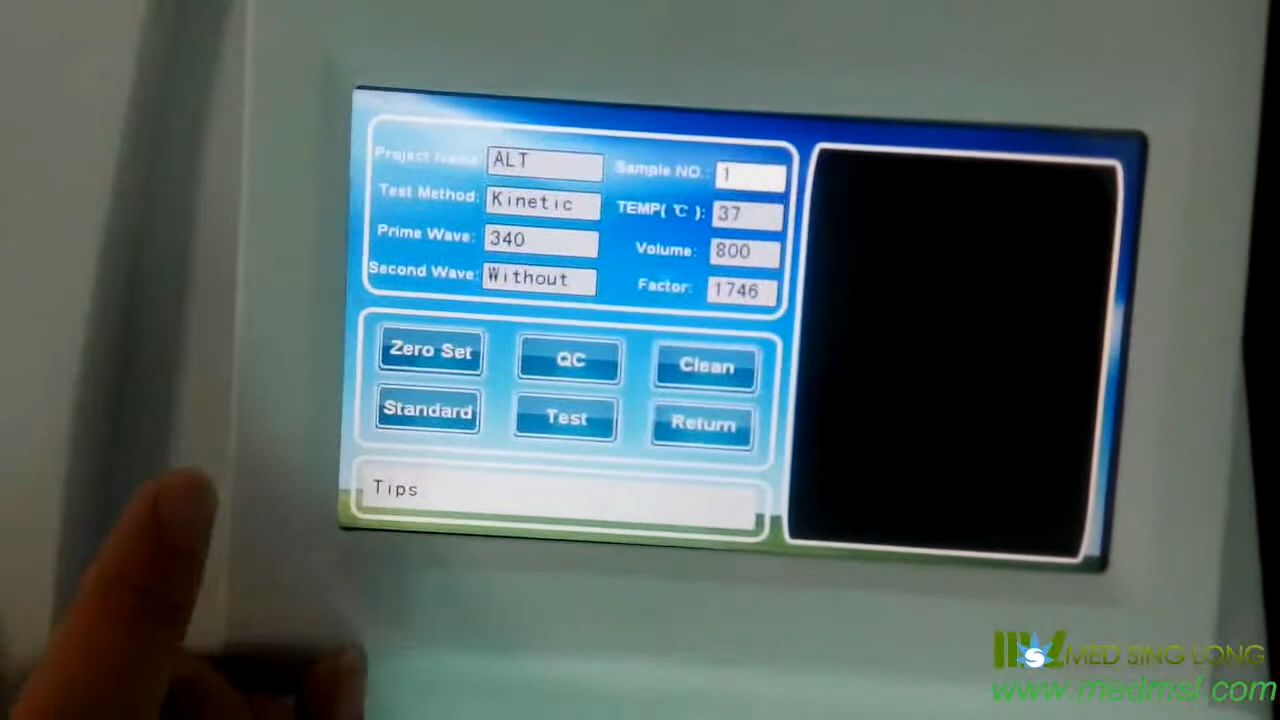 Project Name: ALT
Sample NO.: 1
Test Method: Kinetic
TEMP(℃): 37
Prime Wave: 340
Volume: 800
Second Wave: Without
Factor: 1746
Zero Set
QC
Clean
Standard
Test
Return
Tips
MED SING LONG
www.medmsl.com